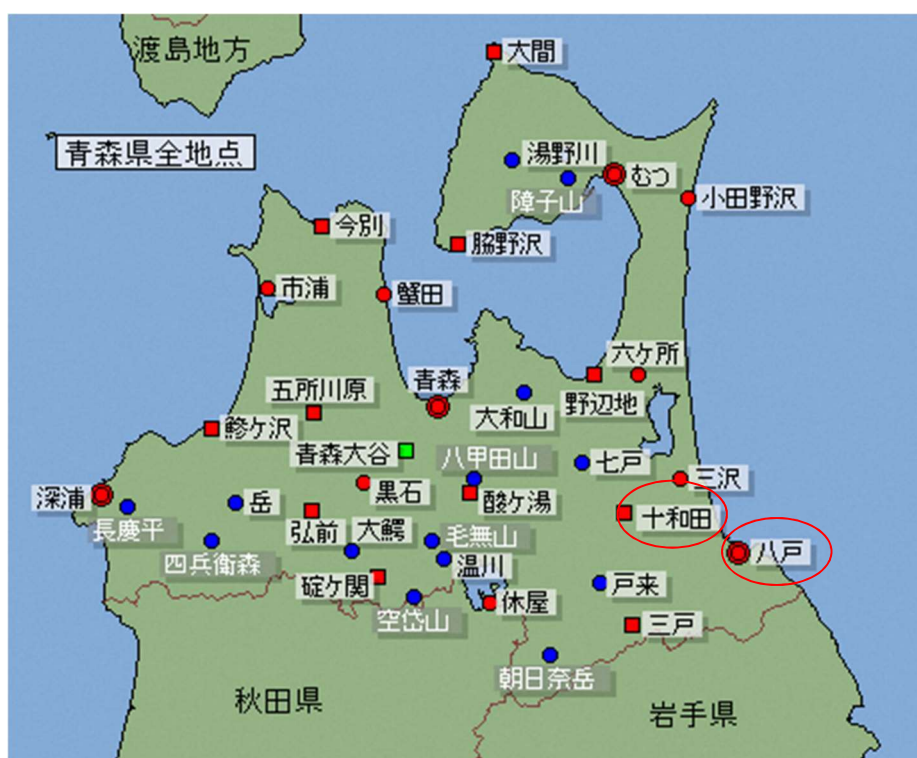 渡島地方
大間
青森県全地点
湯野川
むつ
障子山
小田野沢
今別
脇野沢
市浦
蟹田
六ケ所
青森
五所川原
大和山
野辺地
鰺ケ沢
青森大谷
八甲田山
七戸
三沢
深浦
岳
黒石
酸ケ湯
十和田
長慶平
弘前
大鰐
毛無山
八戸
四兵衛森
温川
碇ケ関
戸来
休屋
空岱山
三戸
朝日奈岳
秋田県
岩手県